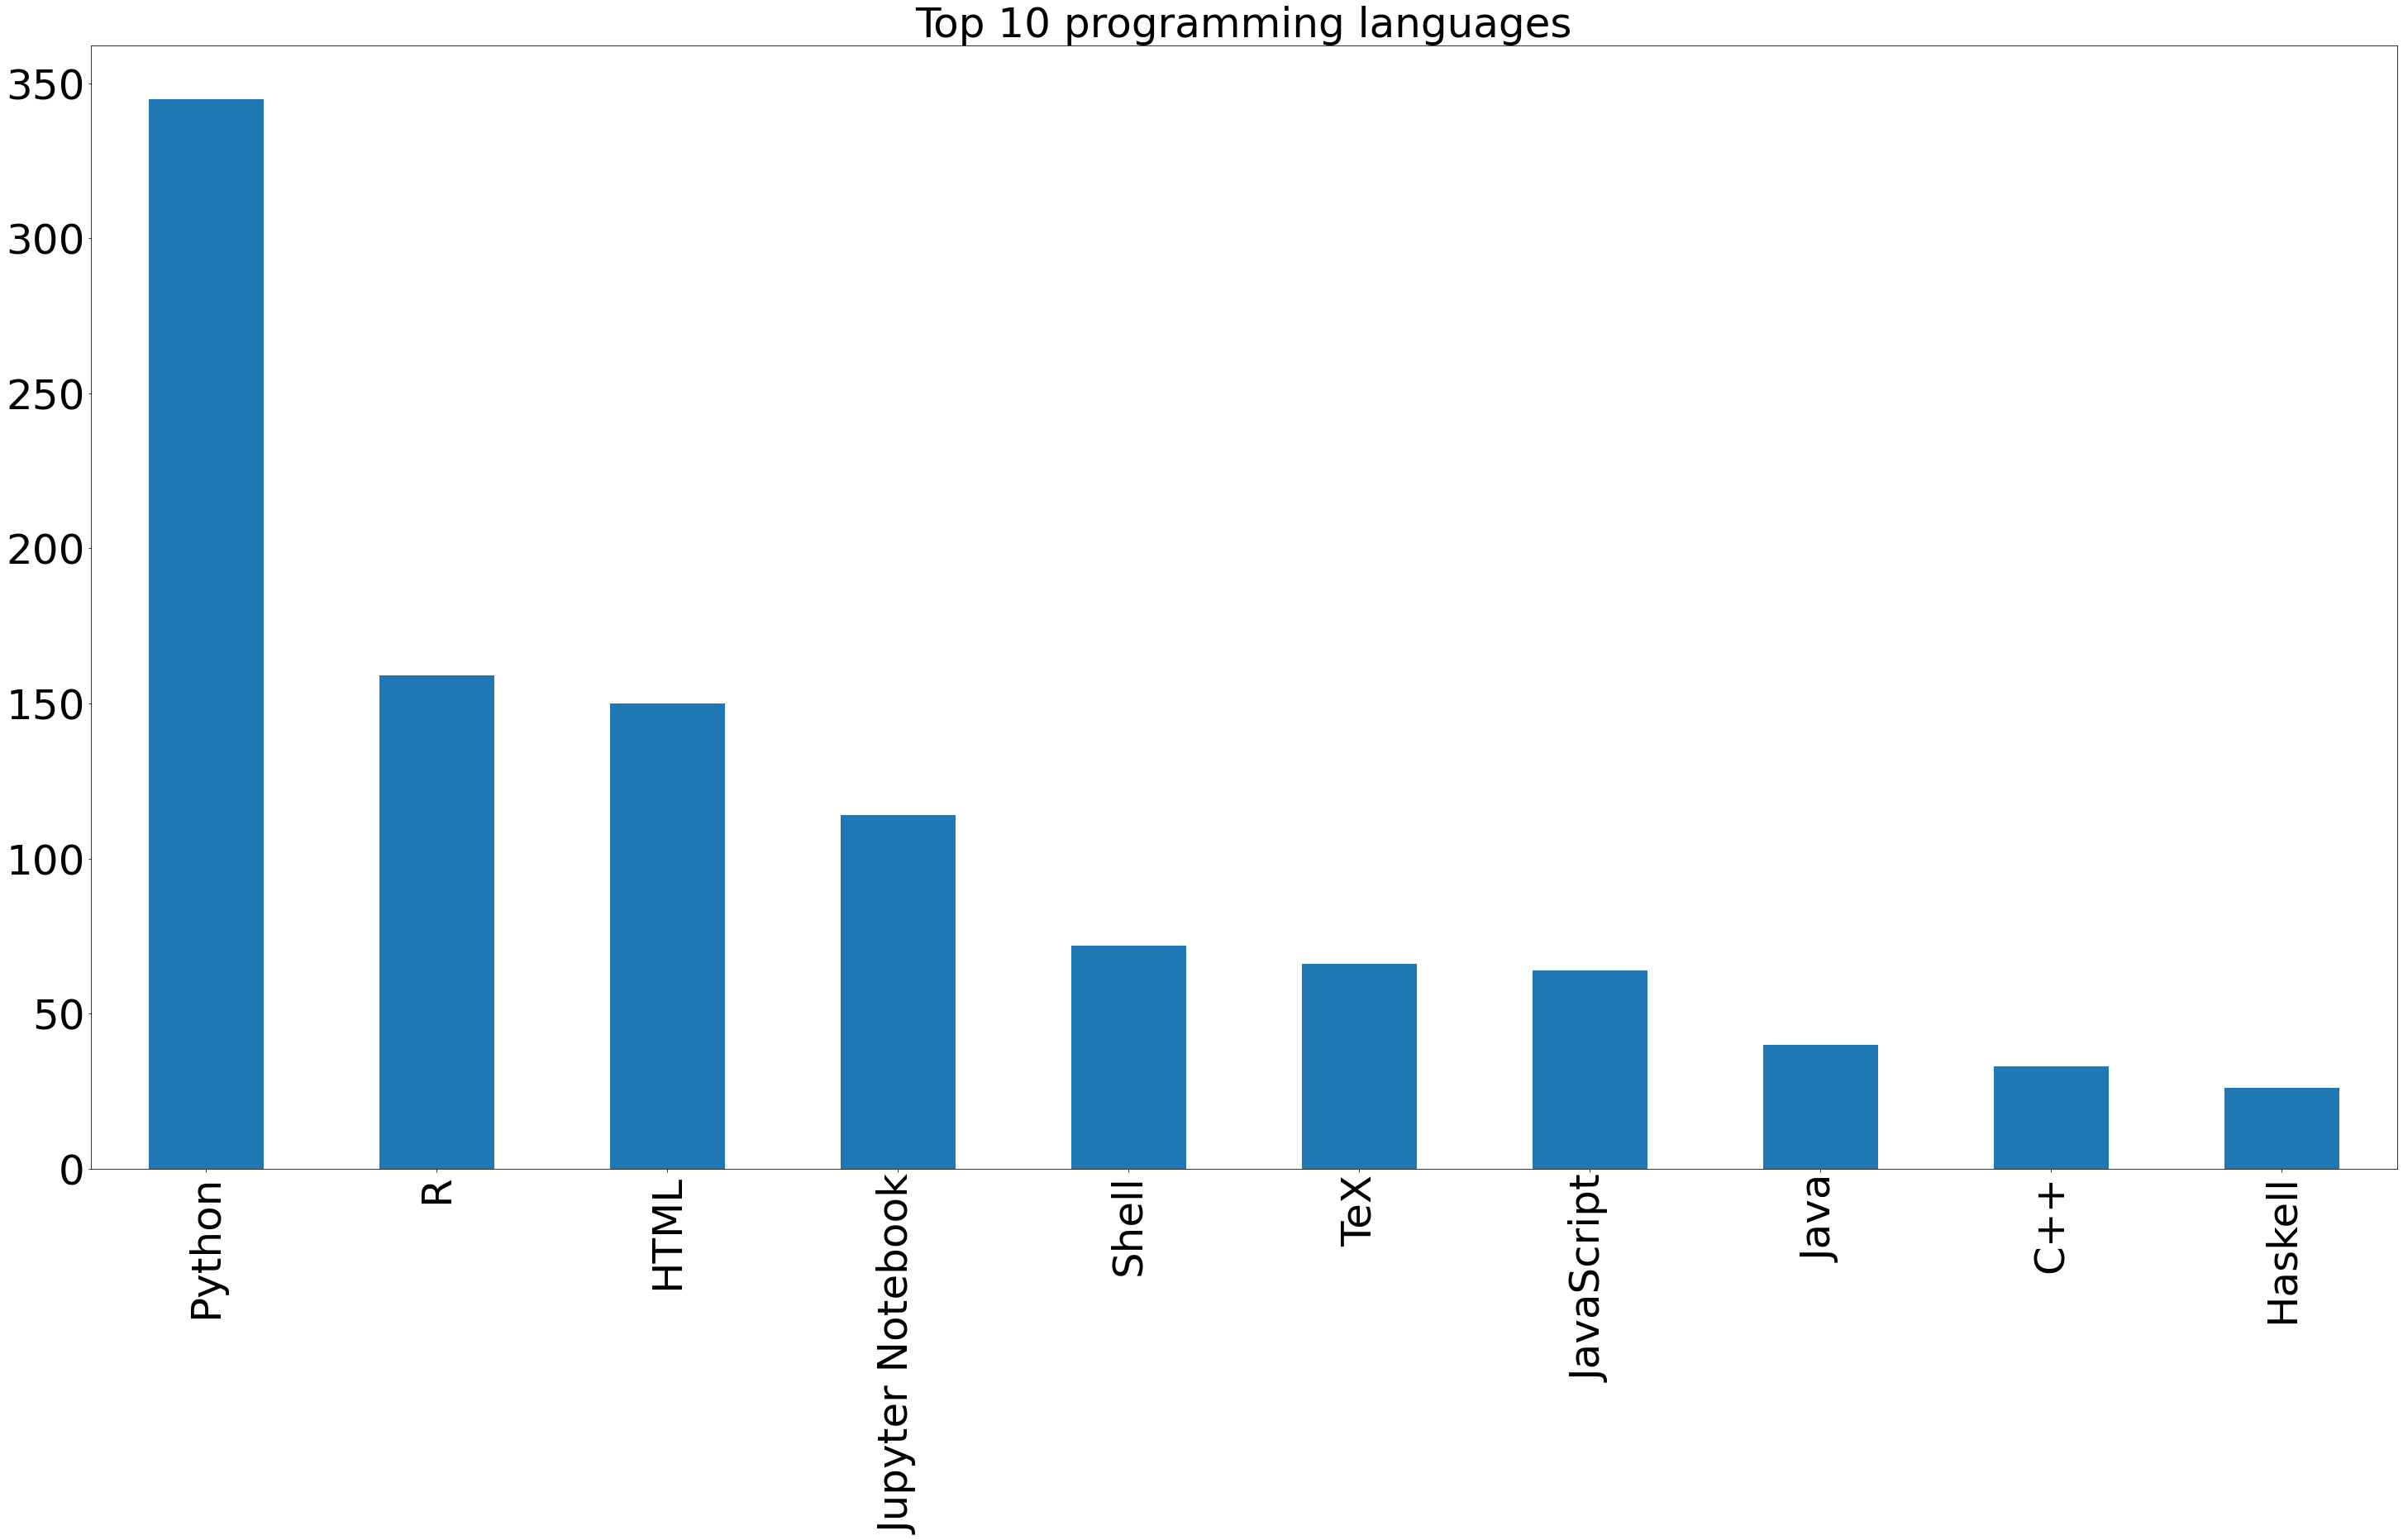 Top 10 programming languages
350
300
250
200
150
100
50
0
Python
R
HTML
Jupyter Notebook
Shell
TeX
JavaScript
Java
C++
Haskell